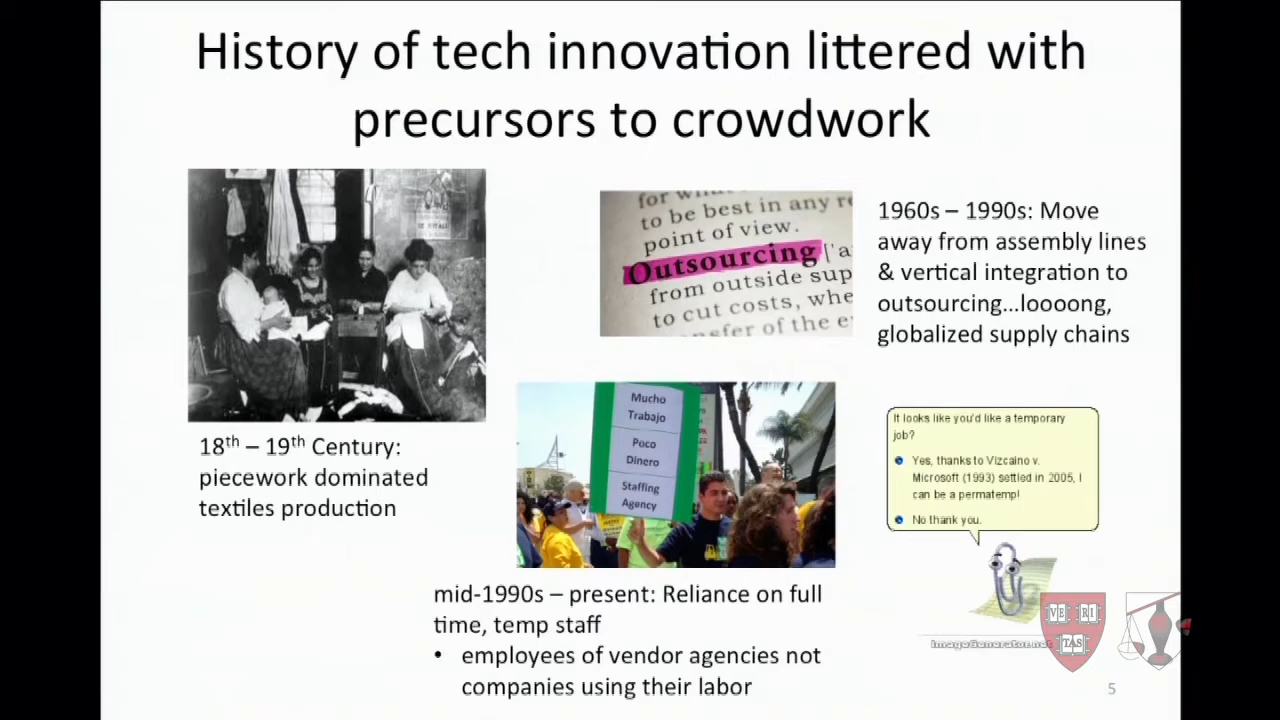 History of tech innovation littered with
precursors to crowdwork
18th – 19th Century:
piecework dominated
textiles production
to be best in any
point of view.
Outsourcing
from outside
to cut costs,
of the
1960s – 1990s: Move
away from assembly lines
& vertical integration to
outsourcing...loooong,
globalized supply chains
Mucho
Trabajo
Poco
Dinero
Staffing
Agency
mid-1990s – present: Reliance on full
time, temp staff
• employees of vendor agencies not
companies using their labor
It looks like you'd like a temporary
job?
Yes, thanks to Vizcaino v.
Microsoft (1993) settled in 2005, I
can be a permatemp!
No thank you.
ImageGenerator.net
VE RI
TAS
5